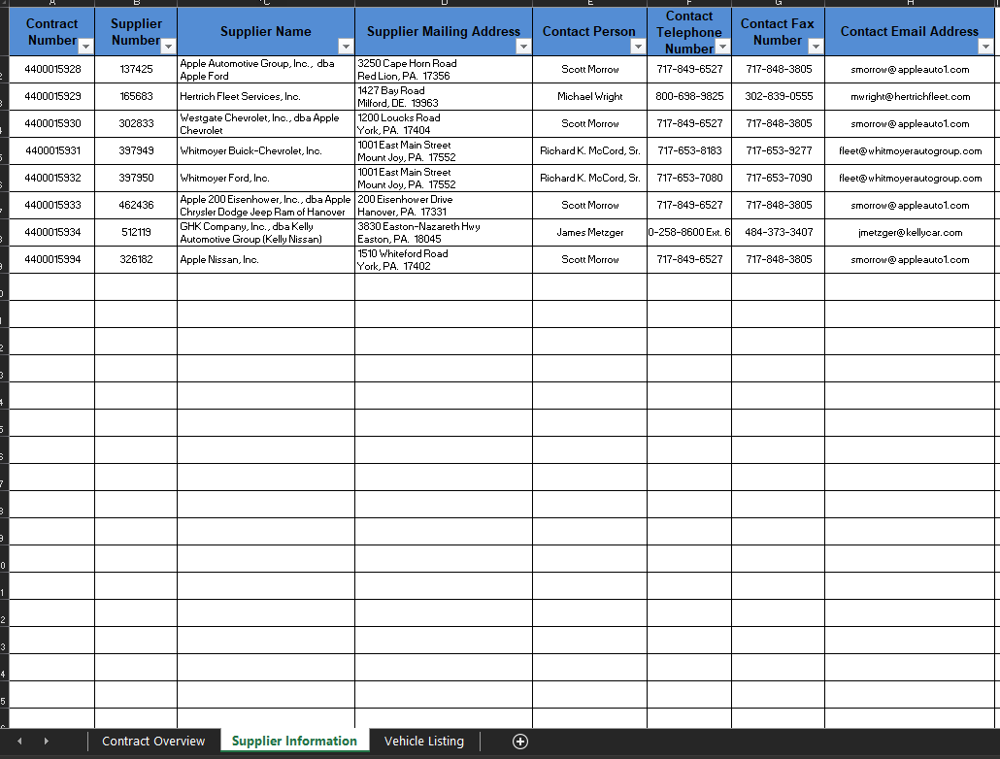 A B C D E F G H
Contract Number
Supplier Number
Supplier Name
Supplier Mailing Address
Contact Person
Contact Telephone Number
Contact Fax Number
Contact Email Address
4400015928 137425 Apple Automotive Group, Inc., dba Apple Ford 3250 Cape Horn Road Red Lion, PA. 17356 Scott Morrow 717-849-6527 717-848-3805 smorrow@appleauto1.com
4400015929 165683 Hertrich Fleet Services, Inc. 1427 Bay Road Milford, DE. 19963 Michael Wright 800-698-9825 302-839-0555 mwright@hertrichfleet.com
4400015930 302833 Westgate Chevrolet, Inc., dba Apple Chevrolet 1200 Loucks Road York, PA. 17404 Scott Morrow 717-849-6527 717-848-3805 smorrow@appleauto1.com
4400015931 397949 Whitmoyer Buick-Chevrolet, Inc. 1001 East Main Street Mount Joy, PA. 17552 Richard K. McCord, Sr. 717-653-8183 717-653-9277 fleet@whitmoyerautogroup.com
4400015932 397950 Whitmoyer Ford, Inc. 1001 East Main Street Mount Joy, PA. 17552 Richard K. McCord, Sr. 717-653-7080 717-653-7090 fleet@whitmoyerautogroup.com
4400015933 462436 Apple 200 Eisenhower, Inc., dba Apple Chrysler Dodge Jeep Ram of Hanover 200 Eisenhower Drive Hanover, PA. 17331 Scott Morrow 717-849-6527 717-848-3805 smorrow@appleauto1.com
4400015934 512119 GHK Company, Inc., dba Kelly Automotive Group (Kelly Nissan) 3830 Easton-Nazareth Hwy Easton, PA. 18045 James Metzger 0-258-8600 Ext. 6 484-373-3407 jmetzger@kellycar.com
4400015994 326182 Apple Nissan, Inc. 1510 Whiteford Road York, PA. 17402 Scott Morrow 717-849-6527 717-848-3805 smorrow@appleauto1.com
Contract Overview Supplier Information Vehicle Listing